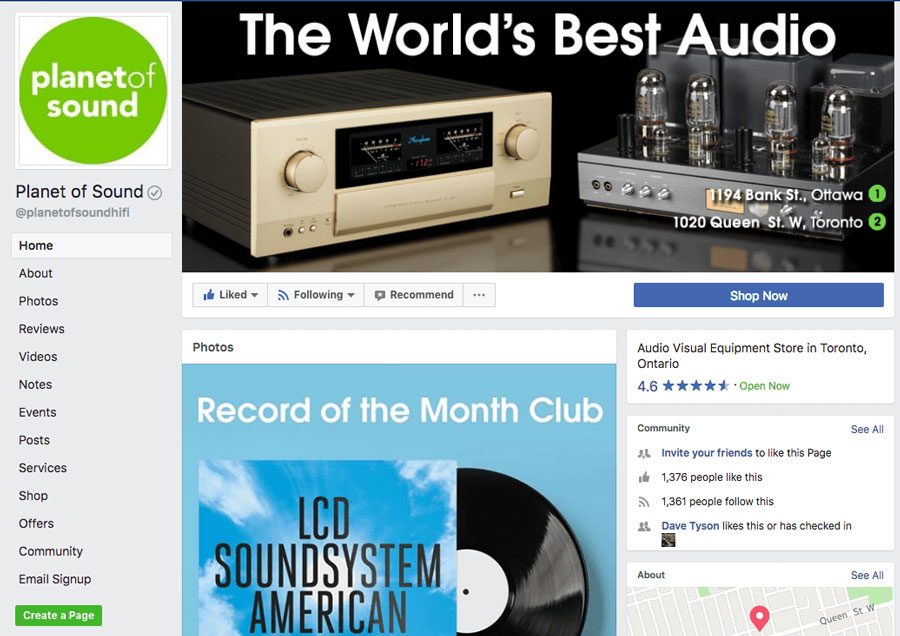 planetof
sound
Planet of Sound
@planetofsoundhifi
Home
About
Photos
Reviews
Videos
Notes
Events
Posts
Services
Shop
Offers
Community
Email Signup
Create a Page
The World's Best Audio
Accuphase
1194 Bank St., Ottawa 1
1020 Queen St. W, Toronto 2
Liked
Following
Recommend
...
Shop Now
Photos
Record of the Month Club
LCD
SOUNDSYSTEM
AMERICAN
Audio Visual Equipment Store in Toronto,
Ontario
4.6 · Open Now
Community
See All
Invite your friends to like this Page
1,376 people like this
1,361 people follow this
Dave Tyson likes this or has checked in
About
See All
Queen St W